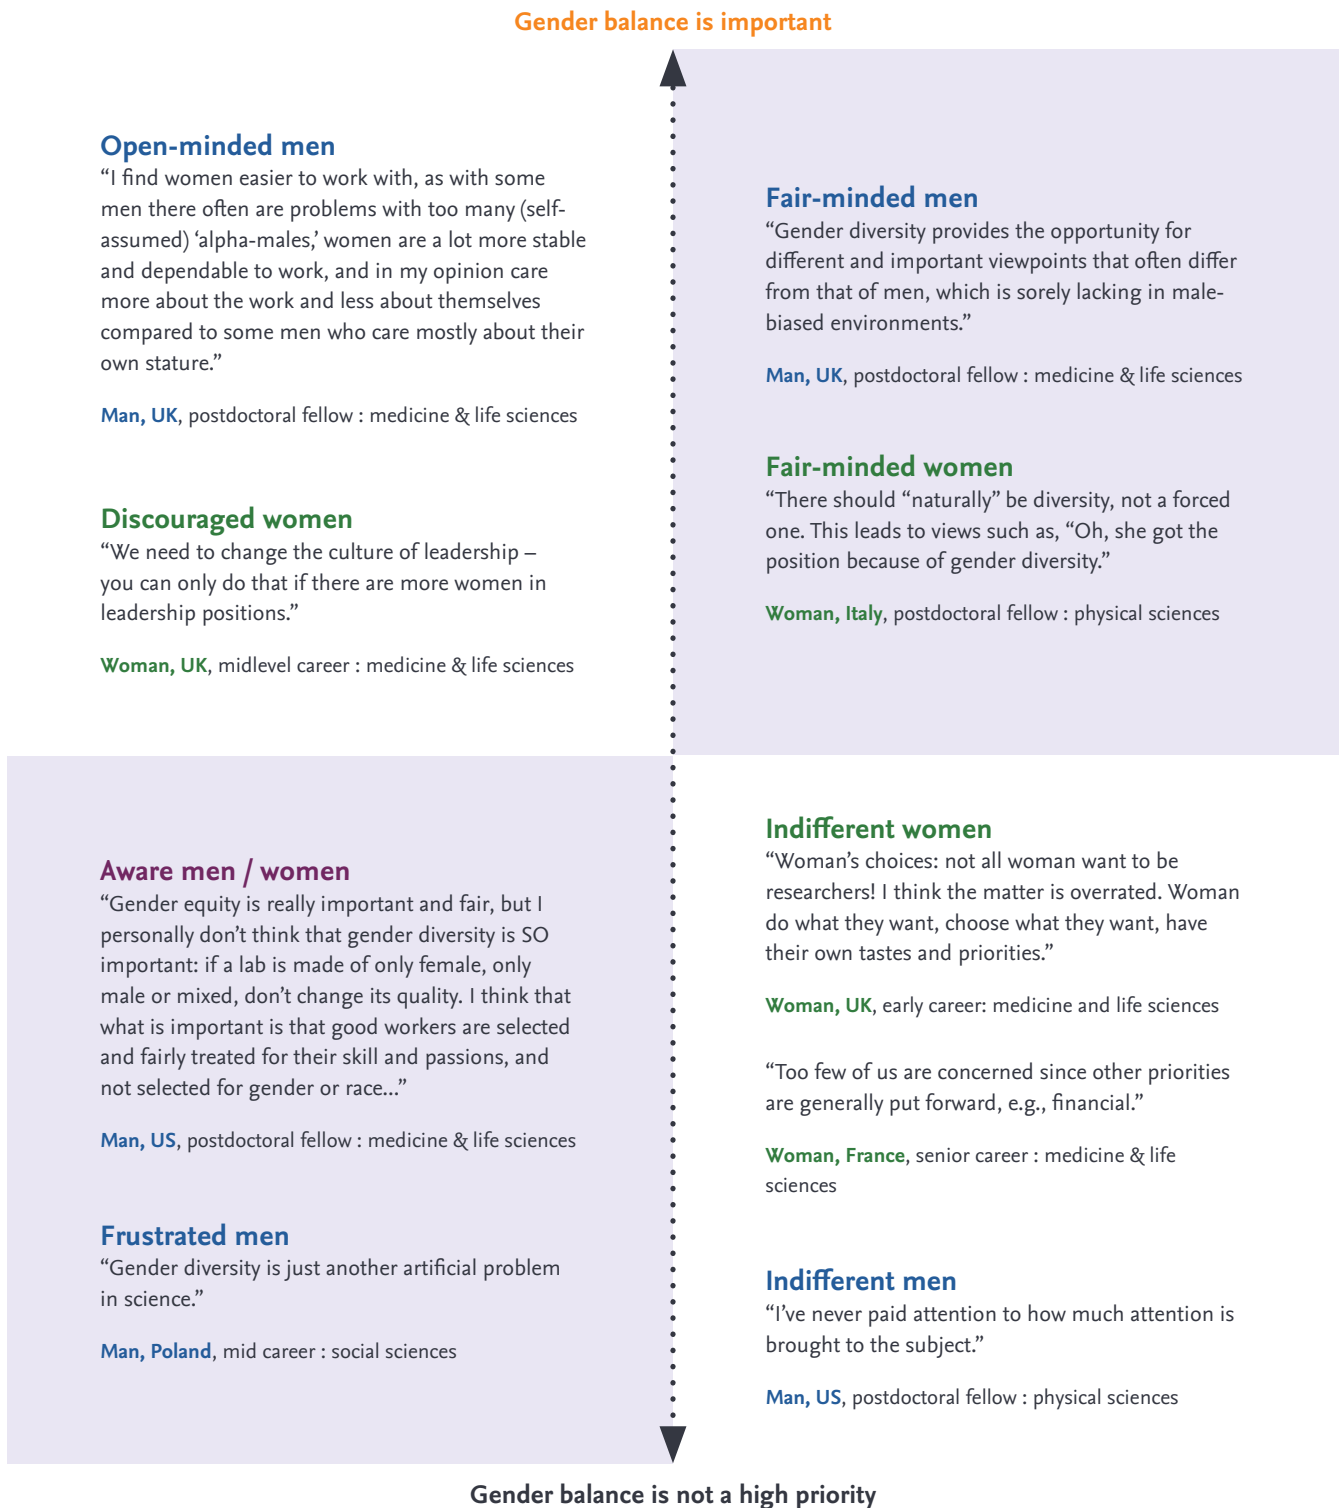 Gender balance is important
Open-minded men
“I find women easier to work with, as with some
men there often are problems with too many (self-
assumed) ‘alpha-males,’ women are a lot more stable
and dependable to work, and in my opinion care
more about the work and less about themselves
compared to some men who care mostly about their
own stature.”
Man, UK, postdoctoral fellow : medicine & life sciences
Discouraged women
“We need to change the culture of leadership –
you can only do that if there are more women in
leadership positions.”
Woman, UK, midlevel career : medicine & life sciences
Fair-minded men
“Gender diversity provides the opportunity for
different and important viewpoints that often differ
from that of men, which is sorely lacking in male-
biased environments.”
Man, UK, postdoctoral fellow : medicine & life sciences
Fair-minded women
“There should “naturally” be diversity, not a forced
one. This leads to views such as, “Oh, she got the
position because of gender diversity.”
Woman, Italy, postdoctoral fellow : physical sciences
Aware men / women
“Gender equity is really important and fair, but I
personally don’t think that gender diversity is SO
important: if a lab is made of only female, only
male or mixed, don’t change its quality. I think that
what is important is that good workers are selected
and fairly treated for their skill and passions, and
not selected for gender or race...”
Man, US, postdoctoral fellow : medicine & life sciences
Frustrated men
“Gender diversity is just another artificial problem
in science.”
Man, Poland, mid career : social sciences
Indifferent women
“Woman’s choices: not all woman want to be
researchers! I think the matter is overrated. Woman
do what they want, choose what they want, have
their own tastes and priorities.”
Woman, UK, early career: medicine and life sciences
“Too few of us are concerned since other priorities
are generally put forward, e.g., financial.”
Woman, France, senior career : medicine & life
sciences
Indifferent men
“I’ve never paid attention to how much attention is
brought to the subject.”
Man, US, postdoctoral fellow : physical sciences
Gender balance is not a high priority